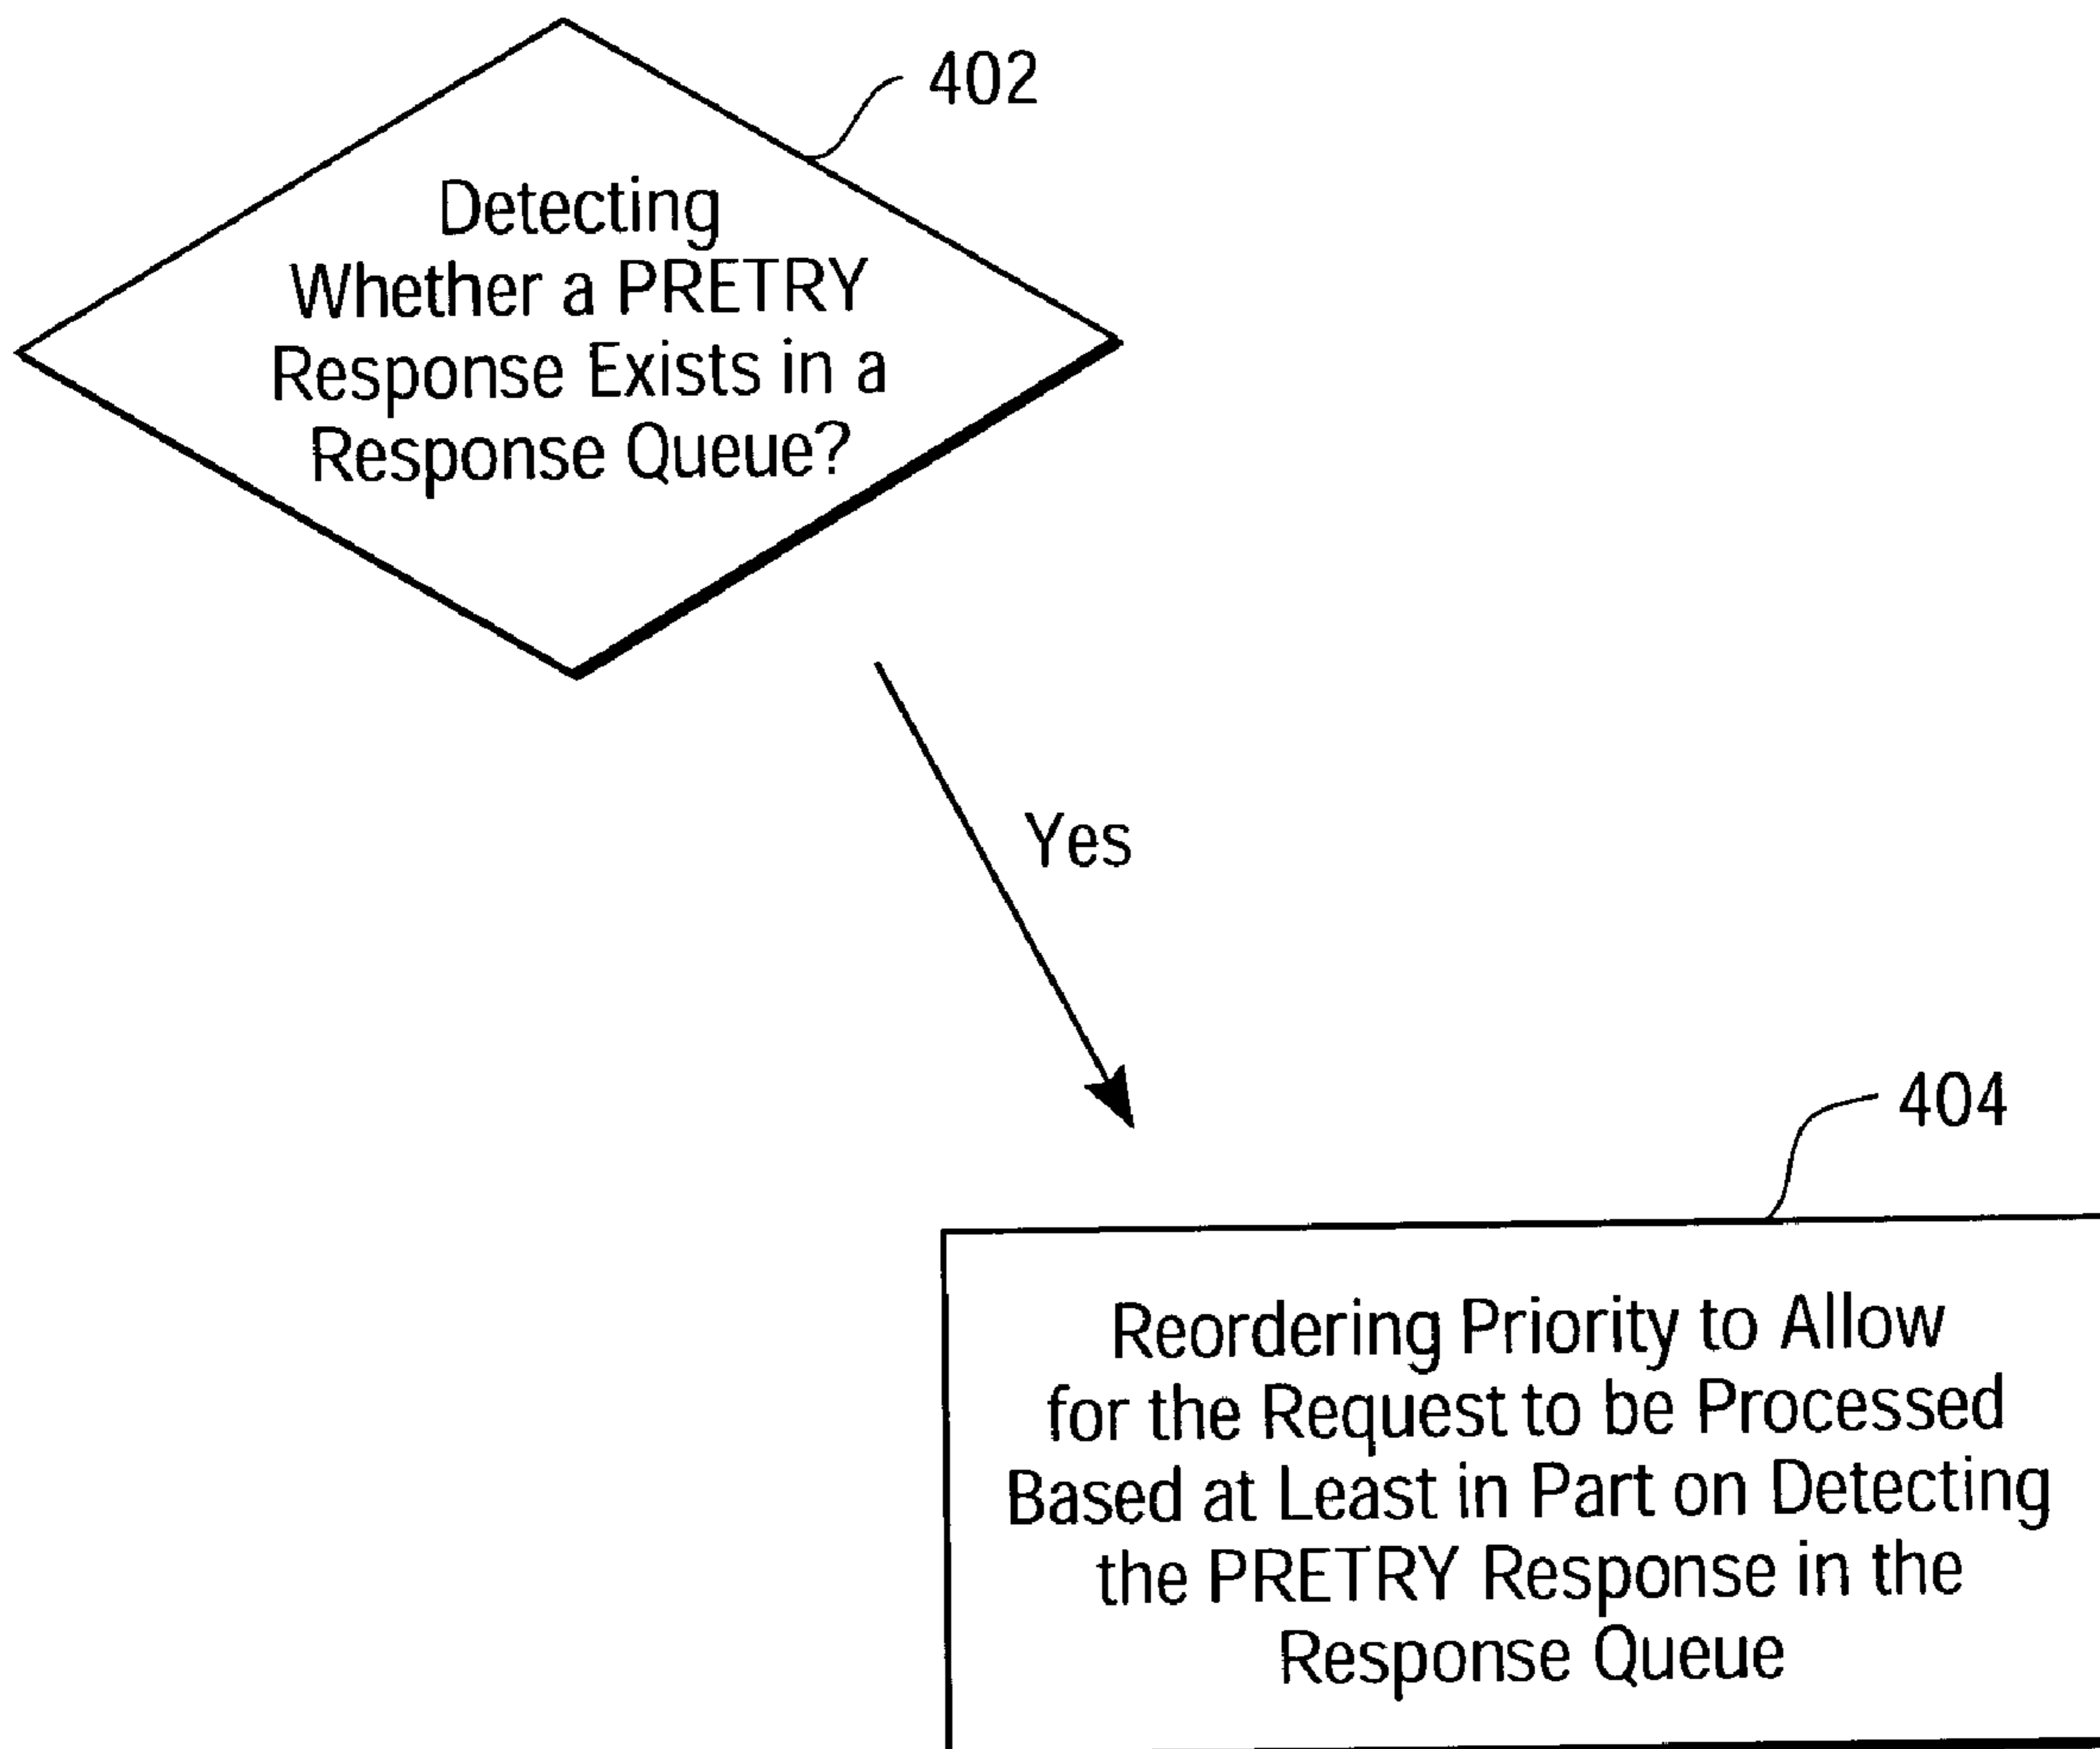 402
Detecting
Whether a PRETRY
Response Exists in a
Response Queue?
Yes
404
Reordering Priority to Allow
for the Request to be Processed
Based at Least in Part on Detecting
the PRETRY Response in the
Response Queue